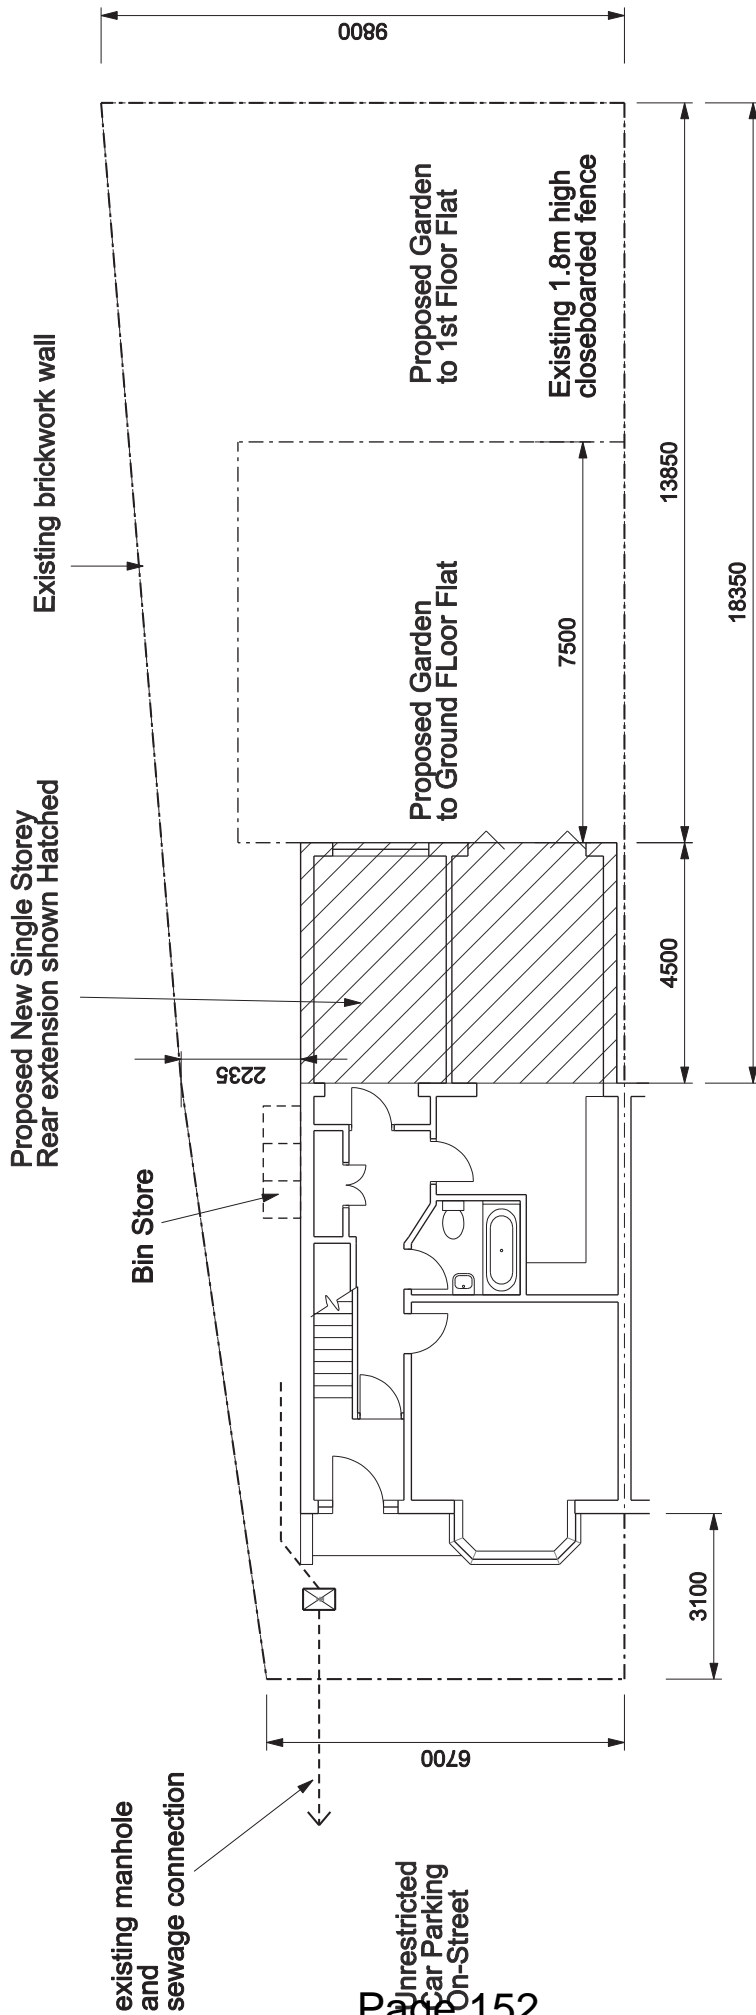 9800
Existing brickwork wall
Proposed Garden
to 1st Floor Flat
Existing 1.8m high
closeboarded fence
13850
18350
7500
Proposed Garden
to Ground FLoor Flat
Proposed New Single Storey
Rear extension shown Hatched
4500
2235
Bin Store
3100
6700
existing manhole
and
sewage connection
Unrestricted
Car Parking
On-Street
Page 152